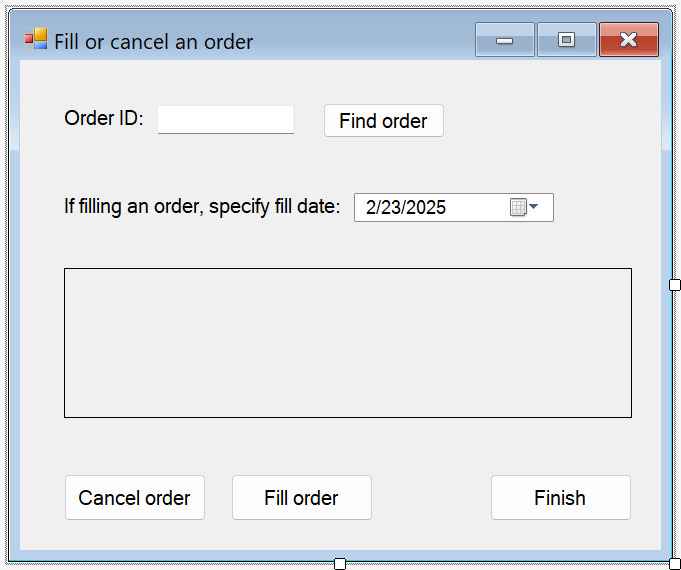 Fill or cancel an order
Order ID: Find order
If filling an order, specify fill date: 2/23/2025
Cancel order Fill order Finish